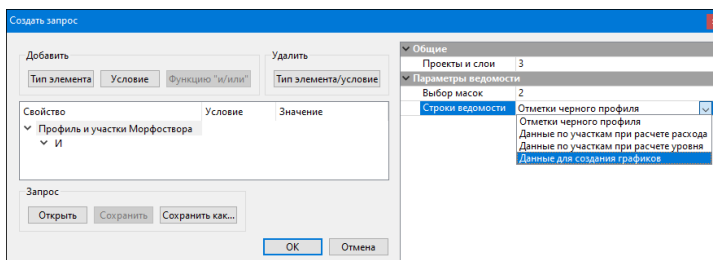 Создать запрос
Добавить
Тип элемента Условие Функцию "и/или"
Удалить
Тип элемента/условие
Свойство Условие Значение
Профиль и участки Морфоствора
И
Запрос
Открыть Сохранить Сохранить как...
ОК Отмена
Общие
Проекты и слои 3
Параметры ведомости
Выбор масок 2
Строки ведомости Отметки черного профиля
Отметки черного профиля
Данные по участкам при расчете расхода
Данные по участкам при расчете уровня
Данные для создания графиков